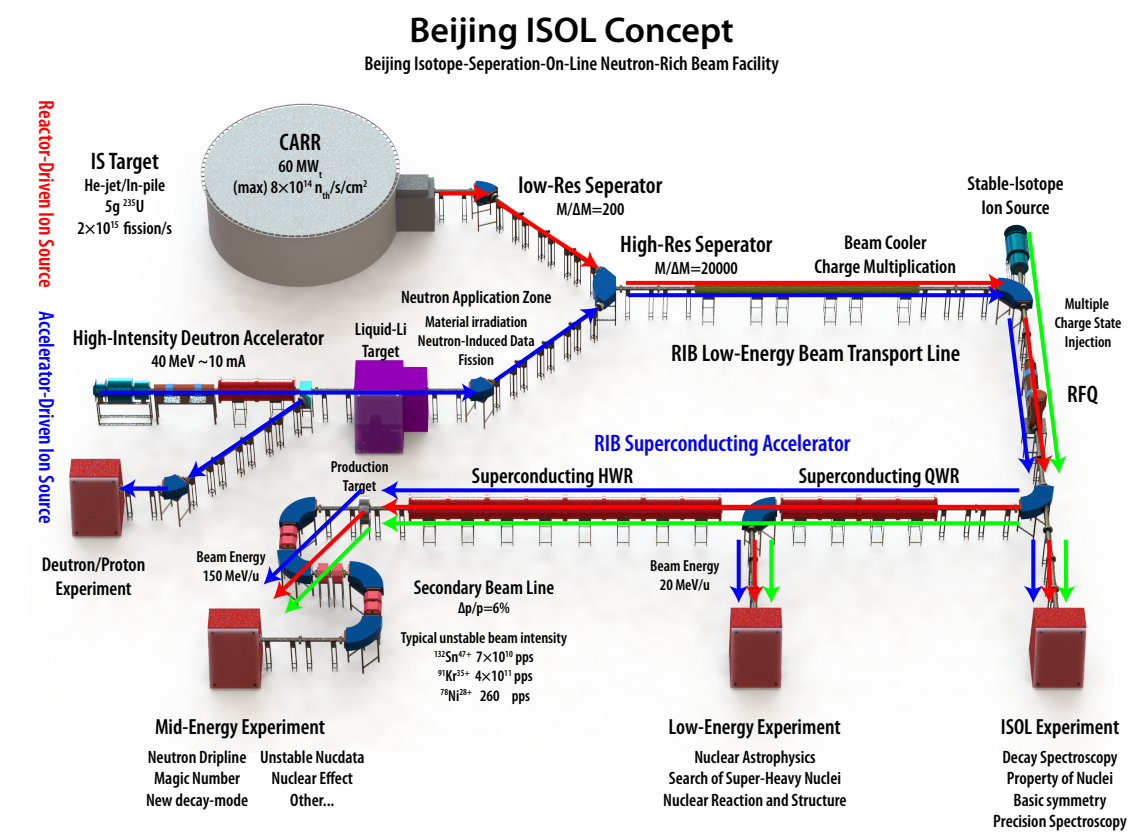 Beijing ISOL Concept
Beijing Isotope-Seperation-On-Line Neutron-Rich Beam Facility
Reactor-Driven Ion Source
IS Target
He-jet/In-pile
5g ²³⁵U
2×10¹⁵ fission/s
CARR
60 MWₜ
(max) 8×10¹⁴ nₜₕ/s/cm²
low-Res Seperator
M/ΔM=200
High-Res Seperator
M/ΔM=20000
Beam Cooler
Charge Multiplication
Stable-Isotope
Ion Source
Multiple
Charge State
Injection
RFQ
RIB Low-Energy Beam Transport Line
Accelerator-Driven Ion Source
High-Intensity Deutron Accelerator
40 MeV ~10 mA
Liquid-Li
Target
Neutron Application Zone
Material irradiation
Neutron-Induced Data
Fission
RIB Superconducting Accelerator
Superconducting HWR
Superconducting QWR
Production
Target
Deutron/Proton
Experiment
Beam Energy
150 MeV/u
Secondary Beam Line
Δp/p=6%
Typical unstable beam intensity
¹³²Sn⁴⁷⁺ 7×10¹⁰ pps
⁹¹Kr³⁵⁺ 4×10¹¹ pps
⁷⁸Ni²⁸⁺ 260 pps
Beam Energy
20 MeV/u
Mid-Energy Experiment
Neutron Dripline Unstable Nucdata
Magic Number Nuclear Effect
New decay-mode Other...
Low-Energy Experiment
Nuclear Astrophysics
Search of Super-Heavy Nuclei
Nuclear Reaction and Structure
ISOL Experiment
Decay Spectroscopy
Property of Nuclei
Basic symmetry
Precision Spectroscopy